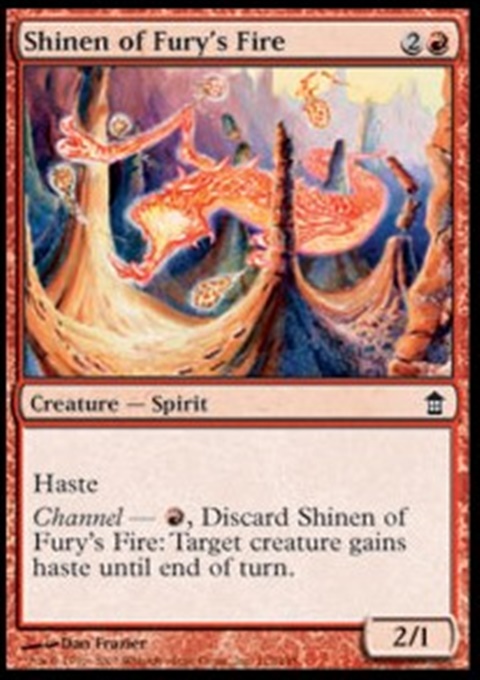 Shinen of Fury's Fire 2
Creature — Spirit
Haste
Channel — , Discard Shinen of
Fury's Fire: Target creature gains
haste until end of turn.
Dan Frazier
2/1